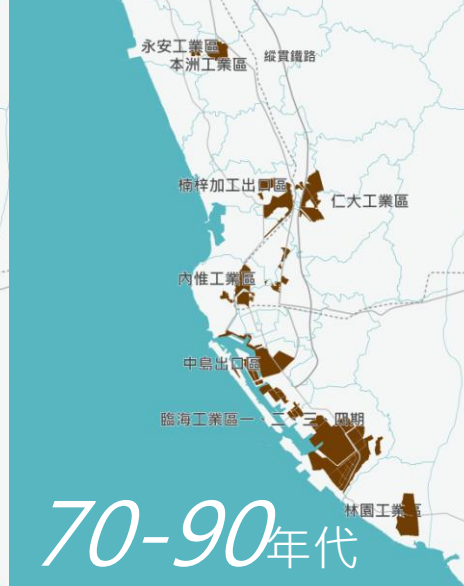 永安工業區
本洲工業區
縱貫鐵路
楠梓加工出口區
仁大工業區
內惟工業區
中島出口區
臨海工業區一、二、三、四期
林園工業區
70-90年代